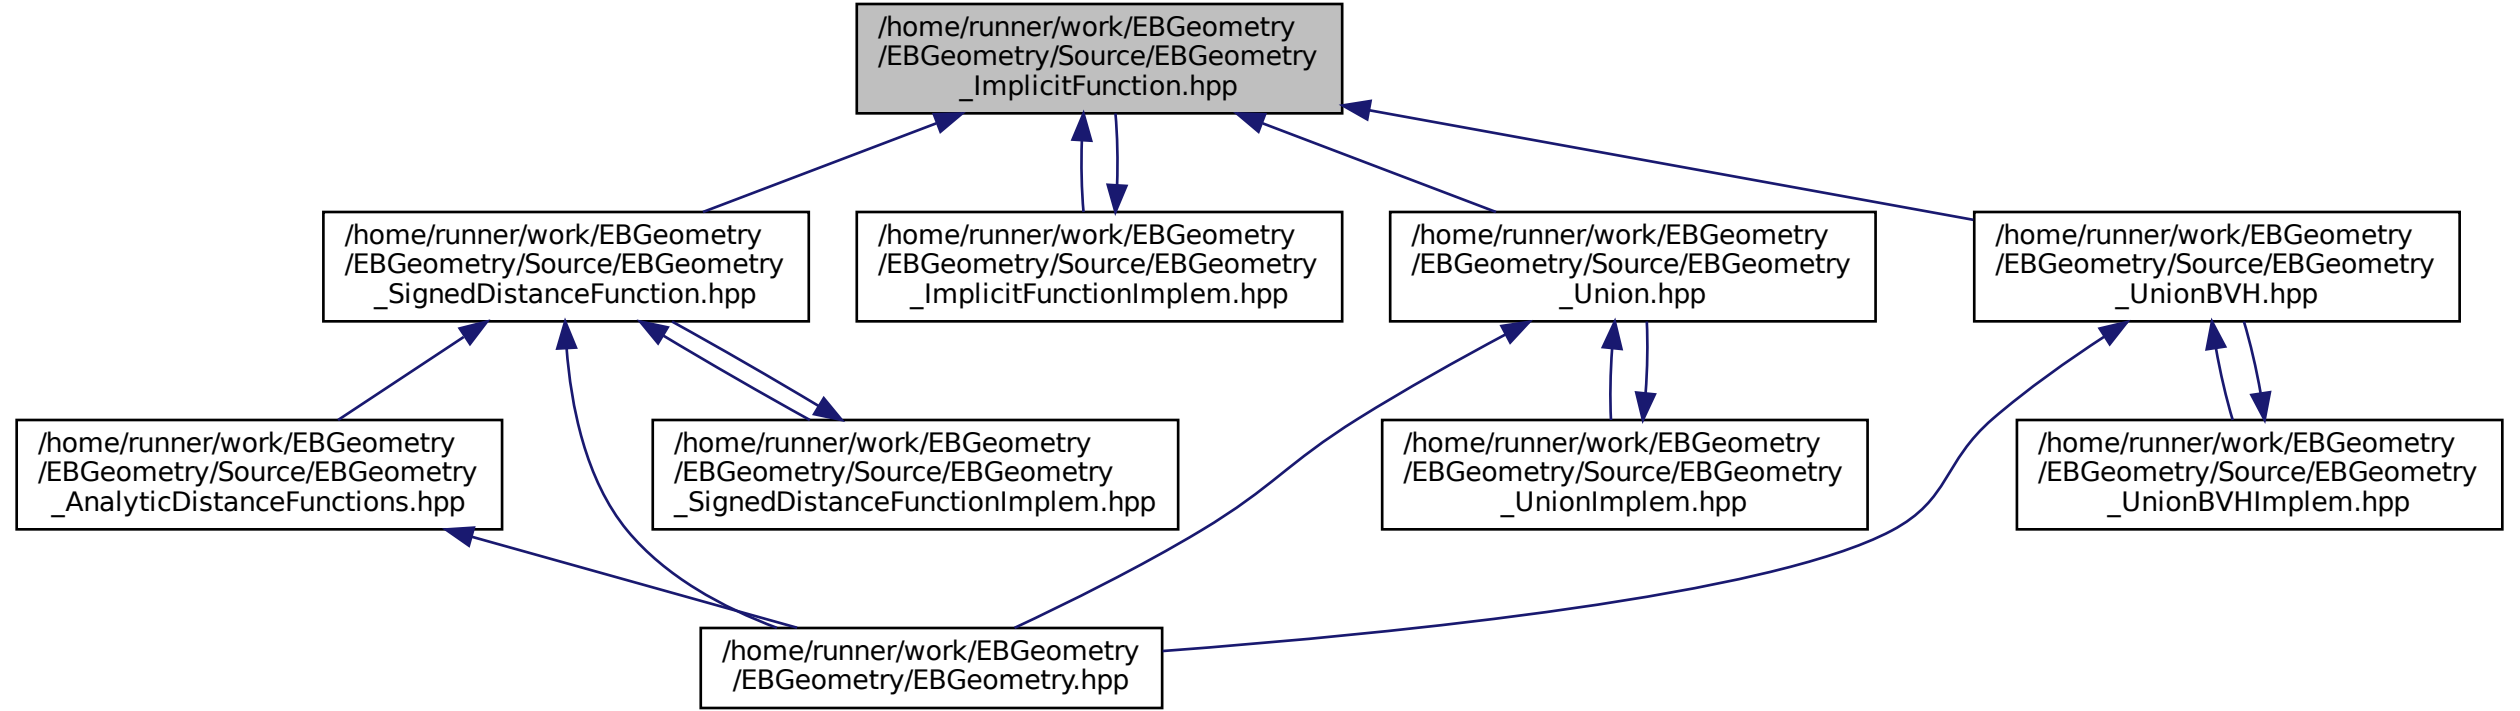 /home/runner/work/EBGeometry
/EBGeometry/Source/EBGeometry
_ImplicitFunction.hpp
/home/runner/work/EBGeometry
/EBGeometry/Source/EBGeometry
_SignedDistanceFunction.hpp
/home/runner/work/EBGeometry
/EBGeometry/Source/EBGeometry
_ImplicitFunctionImplem.hpp
/home/runner/work/EBGeometry
/EBGeometry/Source/EBGeometry
_Union.hpp
/home/runner/work/EBGeometry
/EBGeometry/Source/EBGeometry
_UnionBVH.hpp
/home/runner/work/EBGeometry
/EBGeometry/Source/EBGeometry
_AnalyticDistanceFunctions.hpp
/home/runner/work/EBGeometry
/EBGeometry/Source/EBGeometry
_SignedDistanceFunctionImplem.hpp
/home/runner/work/EBGeometry
/EBGeometry/Source/EBGeometry
_UnionImplem.hpp
/home/runner/work/EBGeometry
/EBGeometry/Source/EBGeometry
_UnionBVHImplem.hpp
/home/runner/work/EBGeometry
/EBGeometry/EBGeometry.hpp